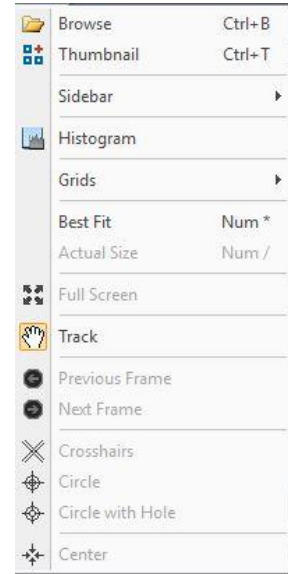 Browse Ctrl+B
Thumbnail Ctrl+T
Sidebar
Histogram
Grids
Best Fit Num *
Actual Size Num /
Full Screen
Track
Previous Frame
Next Frame
Crosshairs
Circle
Circle with Hole
Center